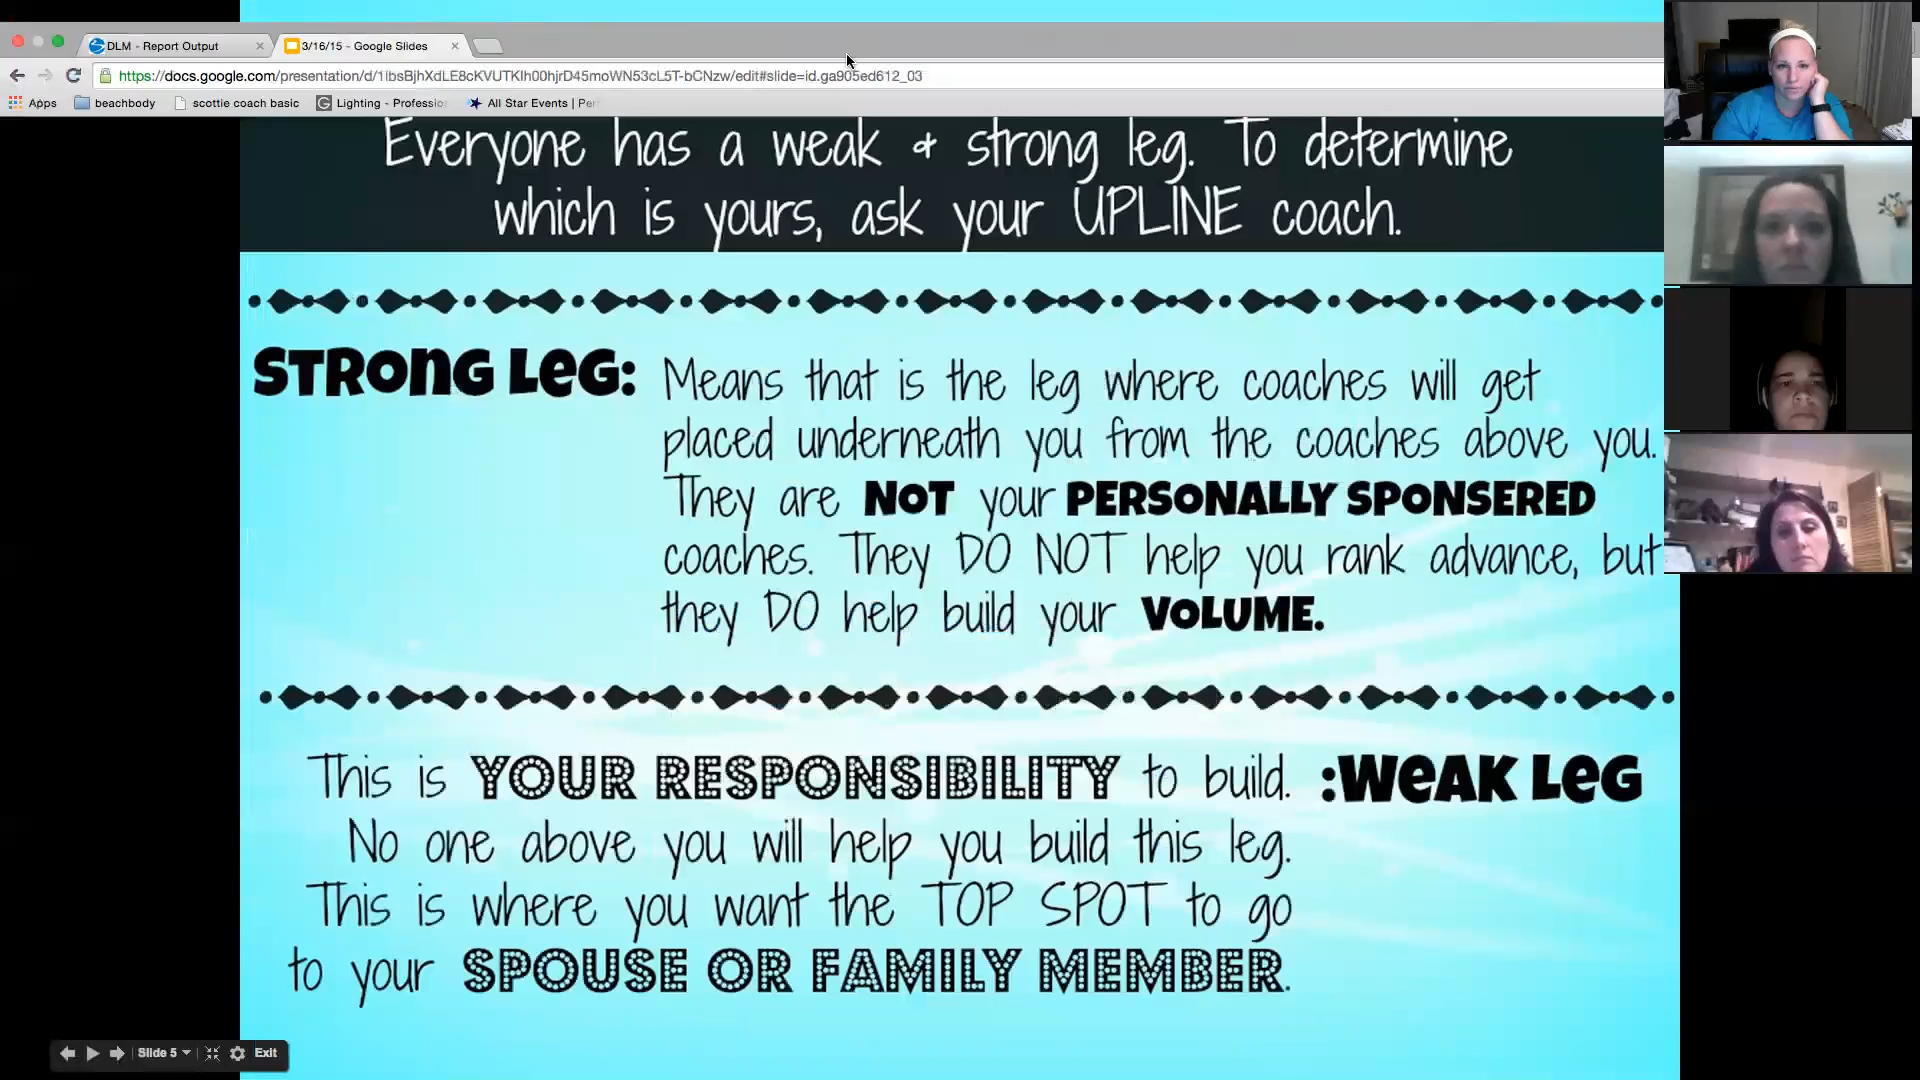 DLM - Report Output
3/16/15 - Google Slides
https://docs.google.com/presentation/d/1IbsBjhXdLE8cKVUTKlh00hjrD45moWN53cL5T-bCNzw/edit#slide=id.ga905ed612_03
Apps beachbody scottie coach basic Lighting - Professio All Star Events | Per
Everyone has a weak & strong leg. To determine
which is yours, ask your UPLINE coach.
STRONG LEG: Means that is the leg where coaches will get
placed underneath you from the coaches above you.
They are NOT your PERSONALLY SPONSERED
coaches. They DO NOT help you rank advance, but
they DO help build your VOLUME.
This is YOUR RESPONSIBILITY to build. :WEAK LEG
No one above you will help you build this leg.
This is where you want the TOP SPOT to go
to your SPOUSE OR FAMILY MEMBER.
Slide 5 Exit